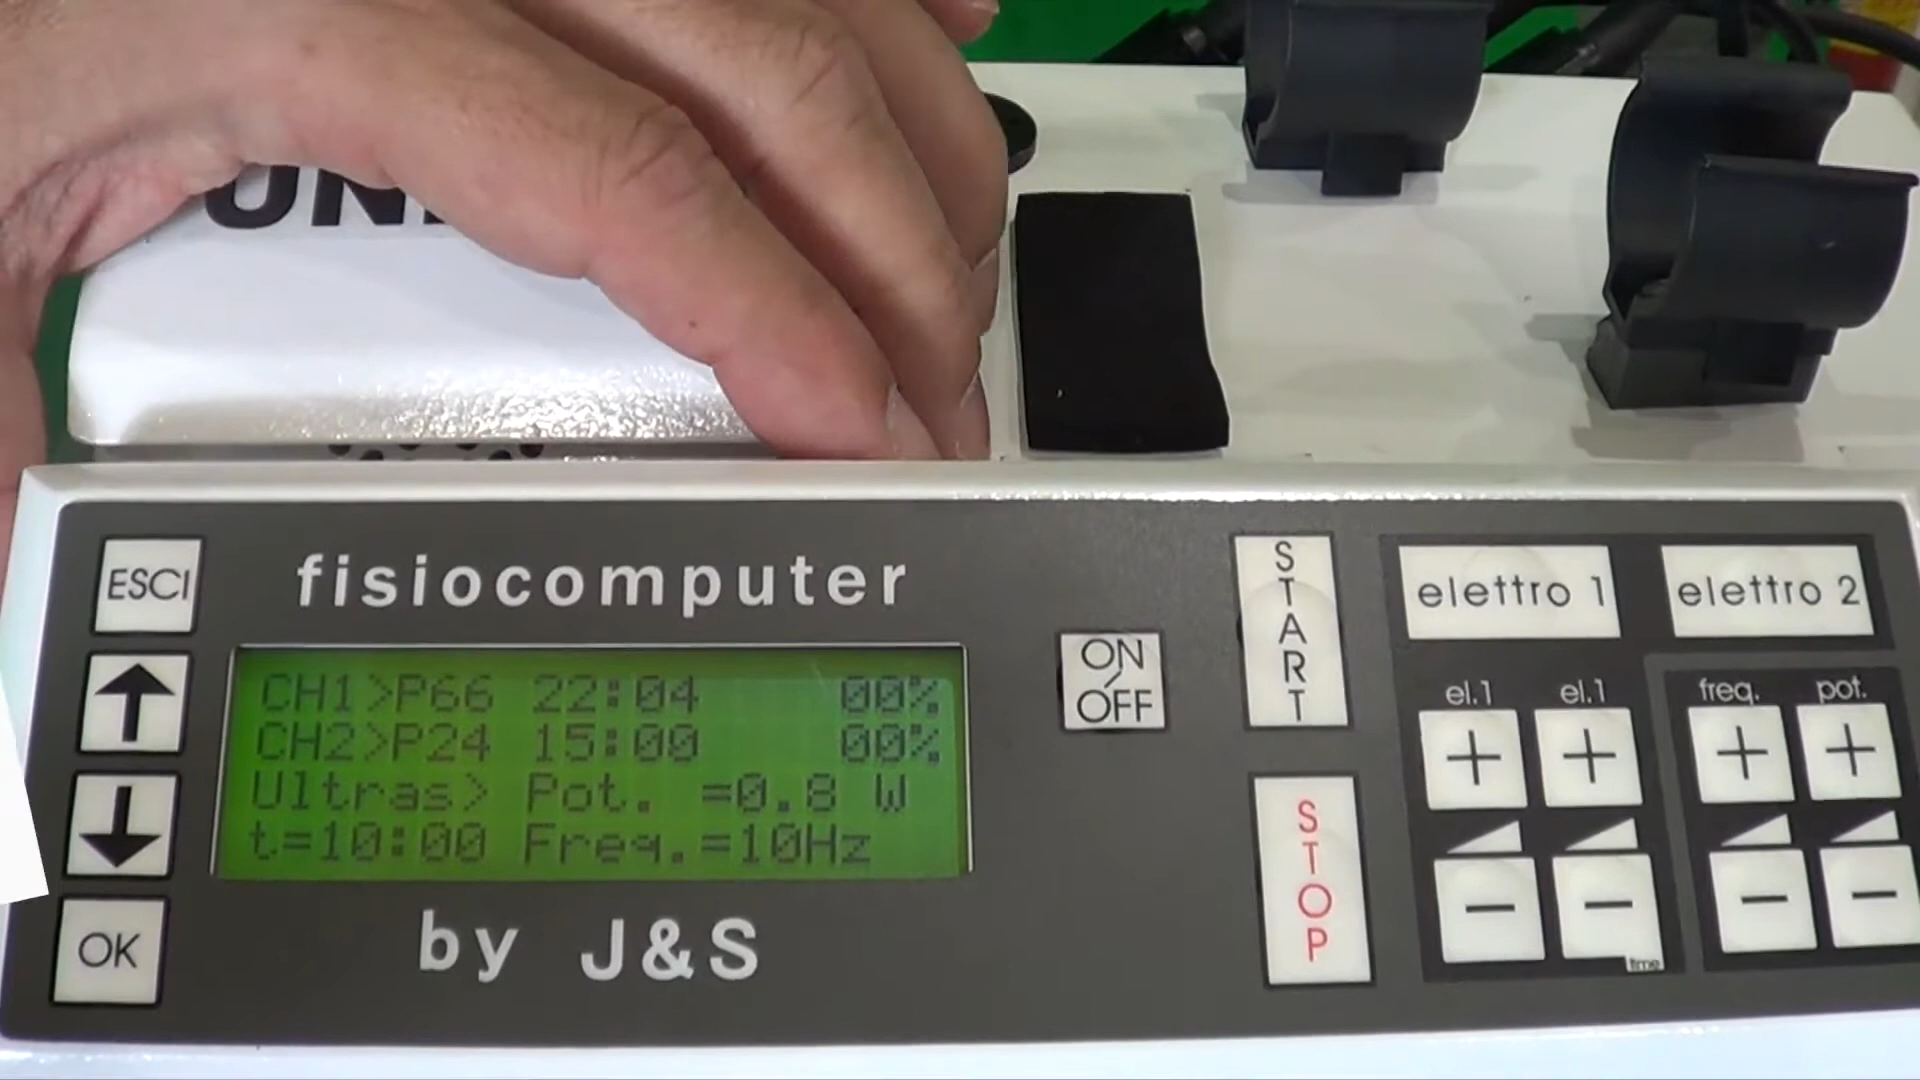 ESCI
fisiocomputer
CH1>P66 22:04 00%
CH2>P24 15:00 00%
Ultras> Pot. =0.8 W
t=10:00 Freq.=10Hz
OK
by J&S
ON/OFF
START
STOP
elettro 1
elettro 2
el.1
el.1
freq.
pot.
+
+
+
+
−
−
−
−
time